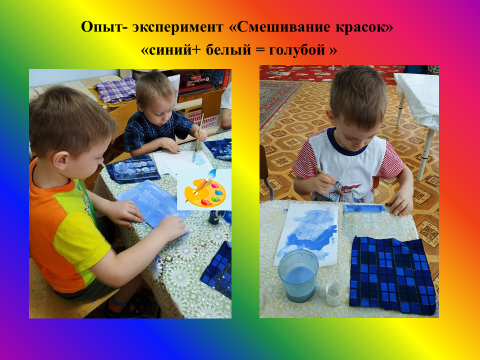 Опыт- эксперимент «Смешивание красок»
«синий+ белый = голубой »